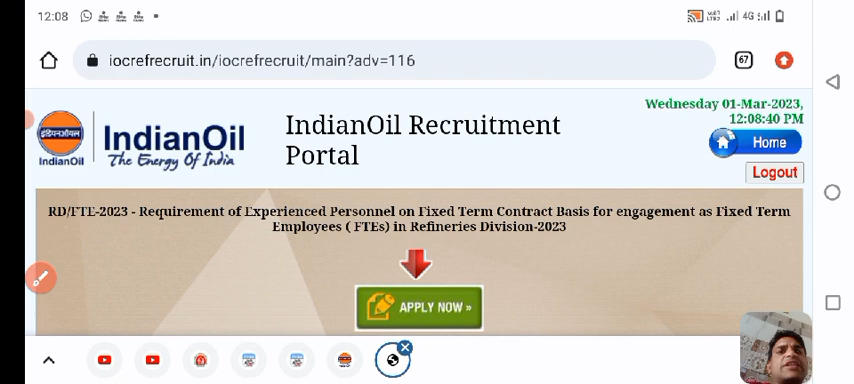 12:08
4G
iocrefrecruit.in/iocrefrecruit/main?adv=116
67
Wednesday 01-Mar-2023,
12:08:40 PM
इंडियनऑयल
IndianOil
IndianOil
The Energy Of India
IndianOil Recruitment
Portal
Home
Logout
RD/FTE-2023 - Requirement of Experienced Personnel on Fixed Term Contract Basis for engagement as Fixed Term
Employees ( FTEs) in Refineries Division-2023
APPLY NOW »